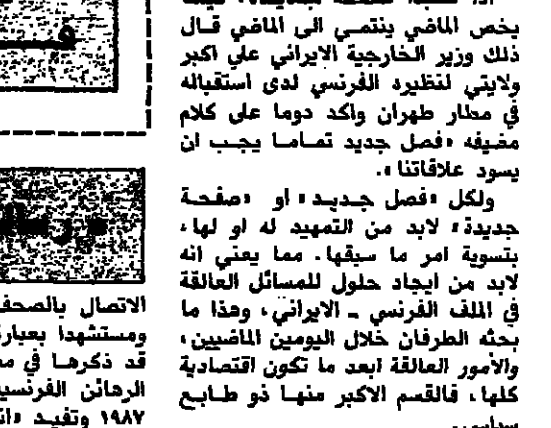 يخص الماضي ينتمي الى الماضي قال
ذلك وزير الخارجية الايراني علي اكبر
ولايتي لنظيره الفرنسي لدى استقباله
في مطار طهران واكد دوما على كلام
مضيفه «فصل جديد تماما يجب ان
يسود علاقاتنا».
ولكل «فصل جديد» او «صفحة
جديدة» لابد من التمهيد له او لها،
بتسوية امر ما سبقها. مما يعني انه
لابد من ايجاد حلول للمسائل العالقة
في الملف الفرنسي ـ الايراني، وهذا ما
بحثه الطرفان خلال اليومين الماضيين،
والأمور العالقة ابعد ما تكون اقتصادية
كلها، فالقسم الاكبر منها ذو طابع
سياسي.
الاتصال بالصحف
ومستشهدا بعبارة
قد ذكرها في
الرهائن الفرنسيي
١٩٨٧ وتفيد